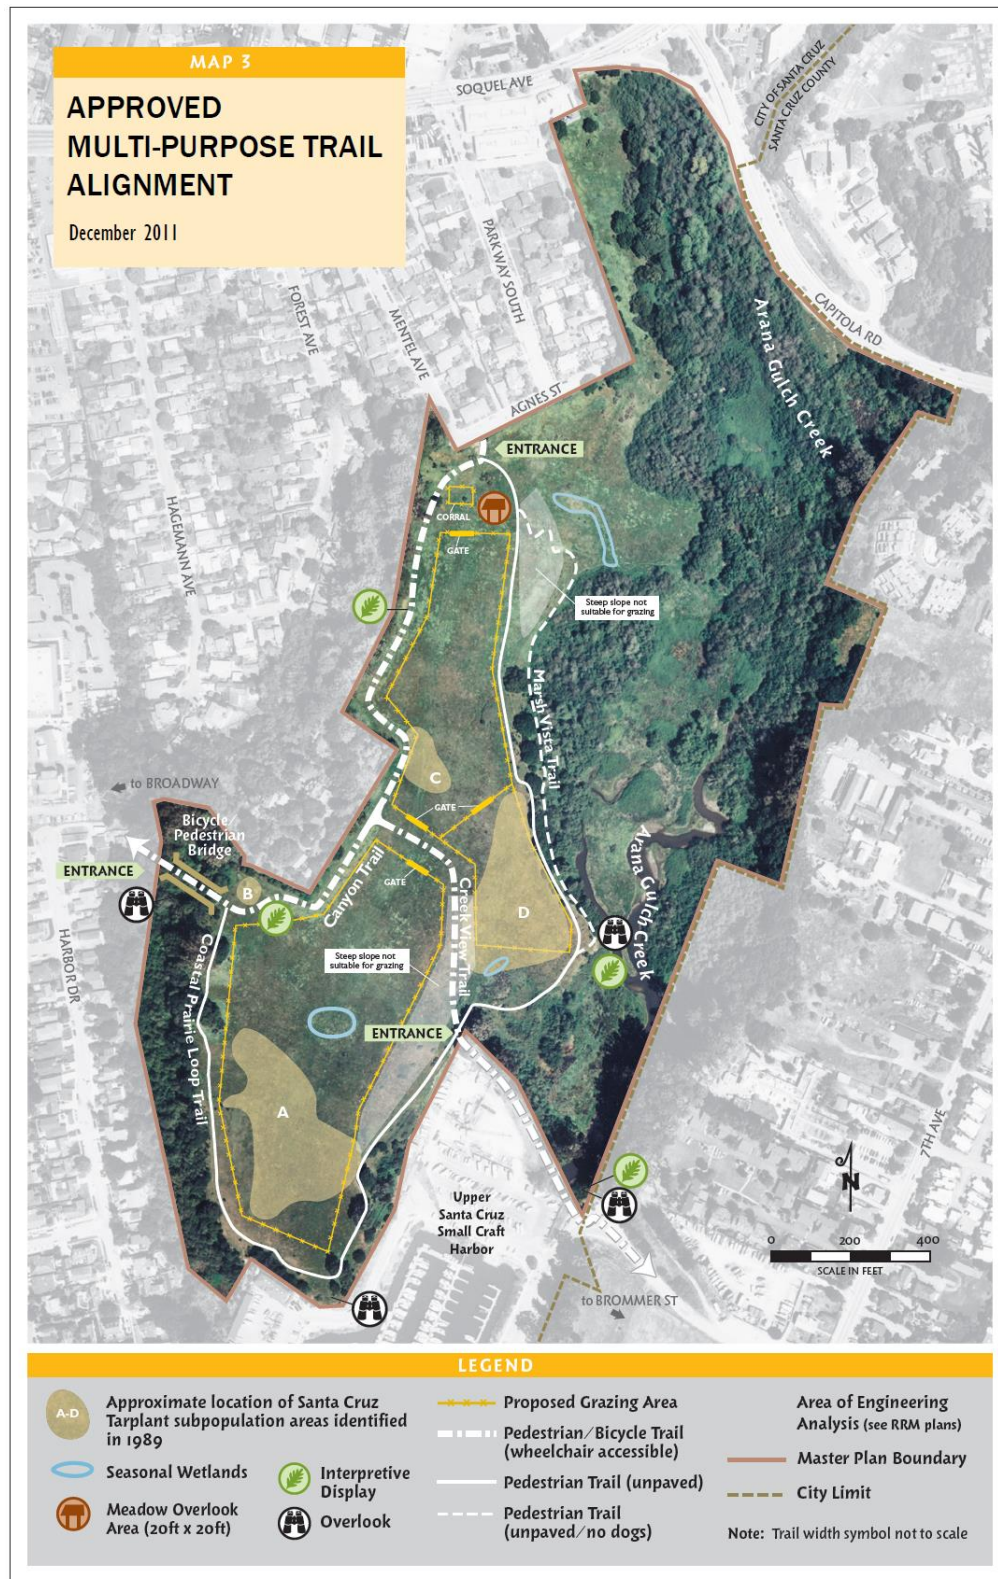 MAP 3
APPROVED
MULTI-PURPOSE TRAIL
ALIGNMENT
December 2011
SOQUEL AVE
CITY OF SANTA CRUZ
SANTA CRUZ COUNTY
PARKWAY SOUTH
FOREST AVE
MENTEL AVE
CAPITOLA RD
Arana Gulch Creek
AGNES ST
ENTRANCE
HAGEMANN AVE
CORRAL
GATE
Steep slope not
suitable for grazing
Marsh Vista Trail
C
to BROADWAY
GATE
Bicycle/
Pedestrian
Bridge
Arana Gulch Creek
ENTRANCE
Canyon Trail
GATE
B
Creek View Trail
D
HARBOR DR
Coastal Prairie Loop Trail
Steep slope not
suitable for grazing
ENTRANCE
A
7TH AVE
N
Upper
Santa Cruz
Small Craft
Harbor
0 200 400
SCALE IN FEET
to BROMMER ST
LEGEND
A-D
Approximate location of Santa Cruz
Tarplant subpopulation areas identified
in 1989
Seasonal Wetlands
Meadow Overlook
Area (20ft x 20ft)
Interpretive
Display
Overlook
Proposed Grazing Area
Pedestrian/Bicycle Trail
(wheelchair accessible)
Pedestrian Trail (unpaved)
Pedestrian Trail
(unpaved/no dogs)
Area of Engineering
Analysis (see RRM plans)
Master Plan Boundary
City Limit
Note: Trail width symbol not to scale